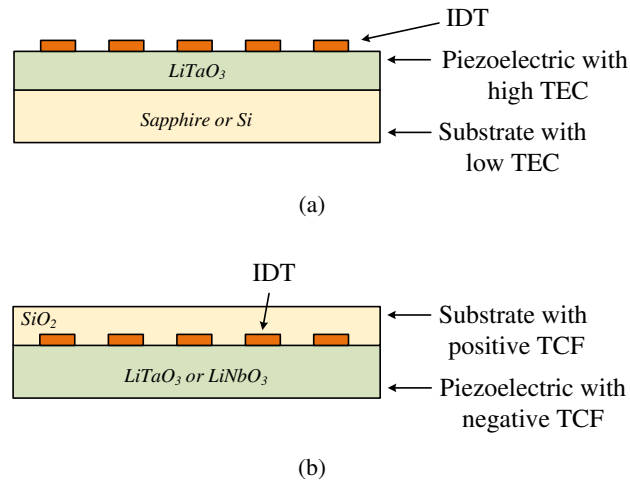 IDT
LiTaO₃
Piezoelectric with
high TEC
Sapphire or Si
Substrate with
low TEC
(a)
IDT
SiO₂
Substrate with
positive TCF
LiTaO₃ or LiNbO₃
Piezoelectric with
negative TCF
(b)